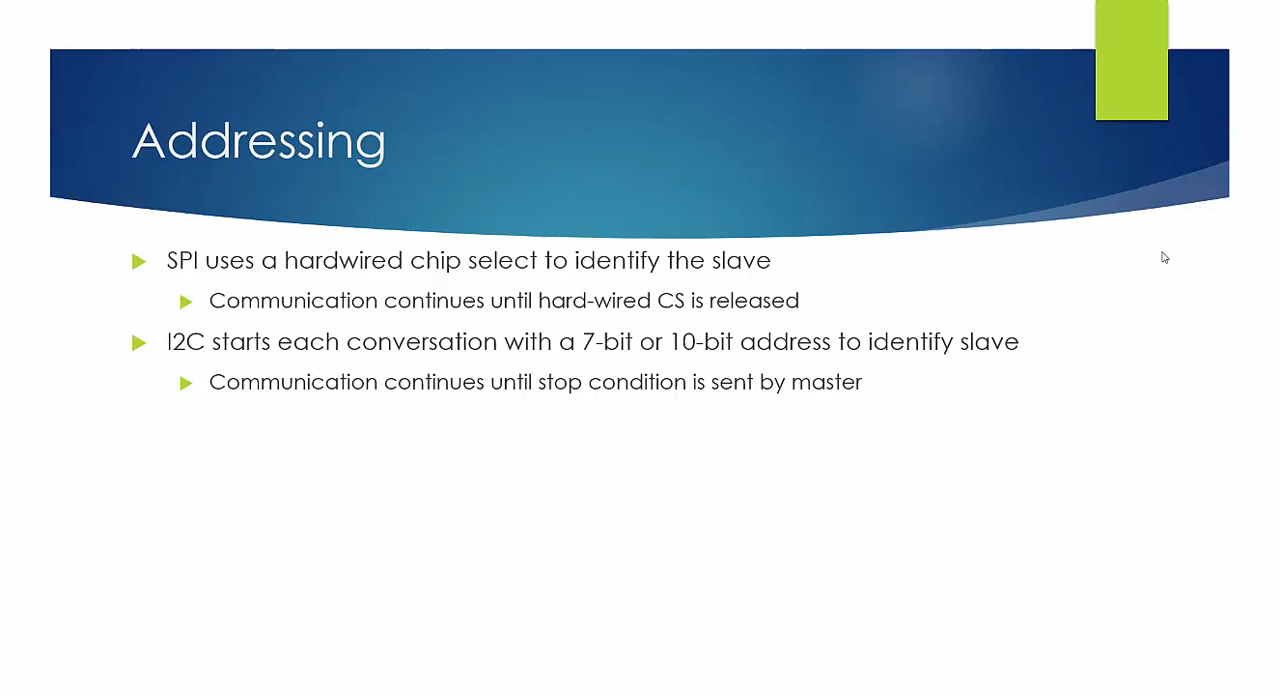 Addressing
SPI uses a hardwired chip select to identify the slave
Communication continues until hard-wired CS is released
I2C starts each conversation with a 7-bit or 10-bit address to identify slave
Communication continues until stop condition is sent by master